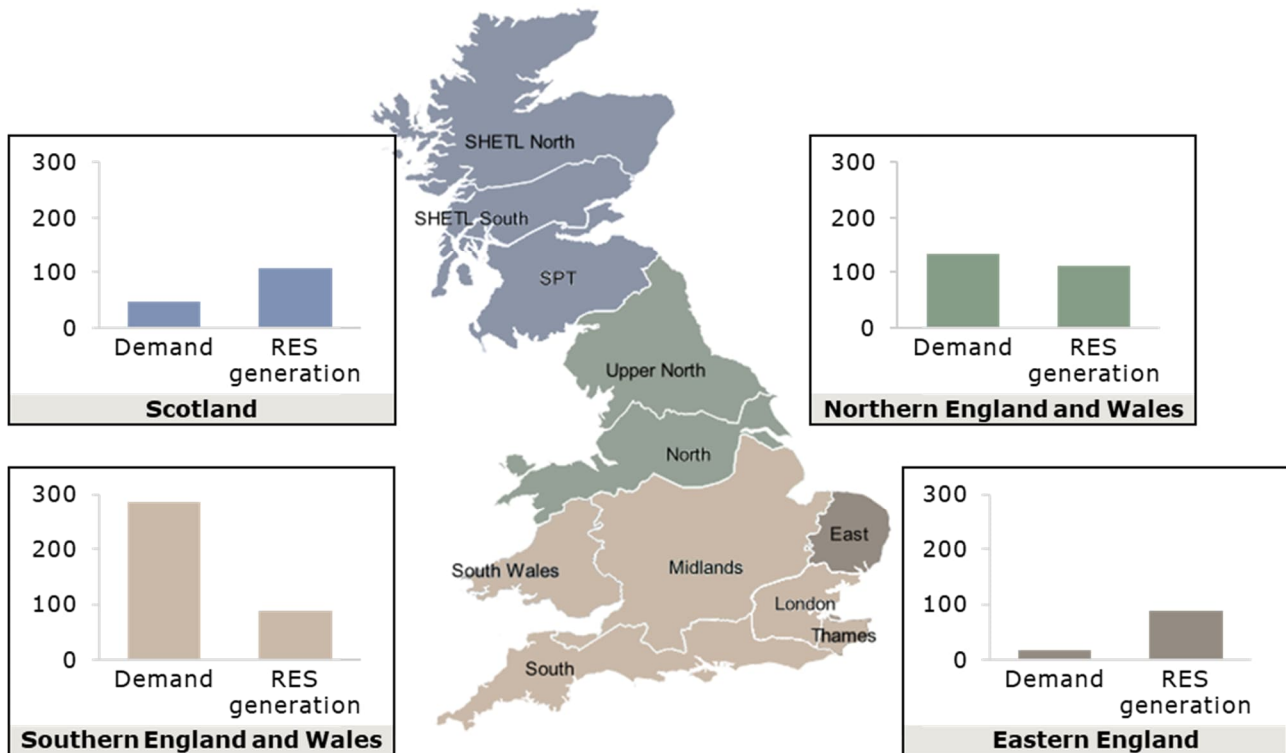 SHETL North
SHETL South
SPT
Upper North
North
South Wales
Midlands
East
London
Thames
South
300
200
100
0
Demand
RES
generation
Scotland
300
200
100
0
Demand
RES
generation
Northern England and Wales
300
200
100
0
Demand
RES
generation
Southern England and Wales
300
200
100
0
Demand
RES
generation
Eastern England